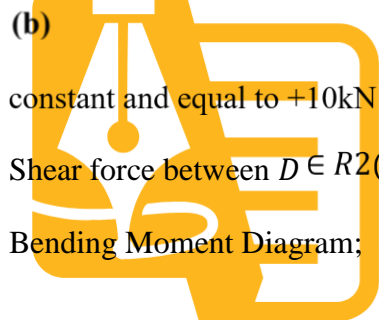 (b)
constant and equal to +10kN
Shear force between D ∈ R2(
Bending Moment Diagram;